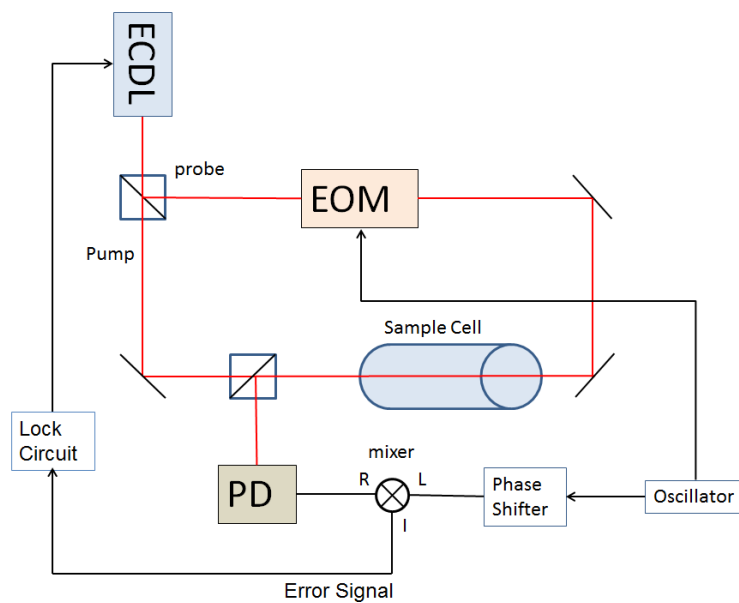 ECDL
probe
EOM
Pump
Sample Cell
Lock
Circuit
mixer
R
L
PD
Phase
Shifter
Oscillator
I
Error Signal